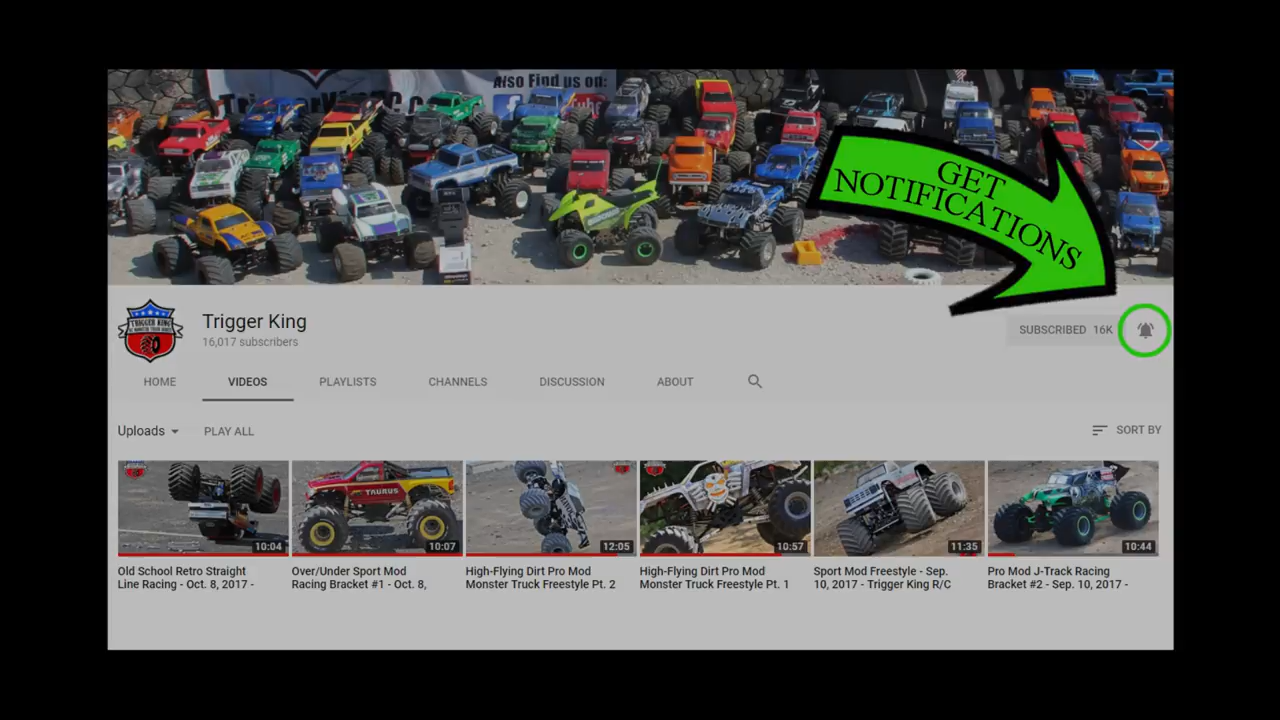 Also Find us on:
GET
NOTIFICATIONS
TRIGGER KING
Trigger King
16,017 subscribers
SUBSCRIBED 16K
HOME
VIDEOS
PLAYLISTS
CHANNELS
DISCUSSION
ABOUT
Uploads
PLAY ALL
SORT BY
TAURUS
10:04
10:07
12:05
10:57
11:35
10:44
Old School Retro Straight
Line Racing - Oct. 8, 2017 -
Over/Under Sport Mod
Racing Bracket #1 - Oct. 8,
High-Flying Dirt Pro Mod
Monster Truck Freestyle Pt. 2
High-Flying Dirt Pro Mod
Monster Truck Freestyle Pt. 1
Sport Mod Freestyle - Sep.
10, 2017 - Trigger King R/C
Pro Mod J-Track Racing
Bracket #2 - Sep. 10, 2017 -